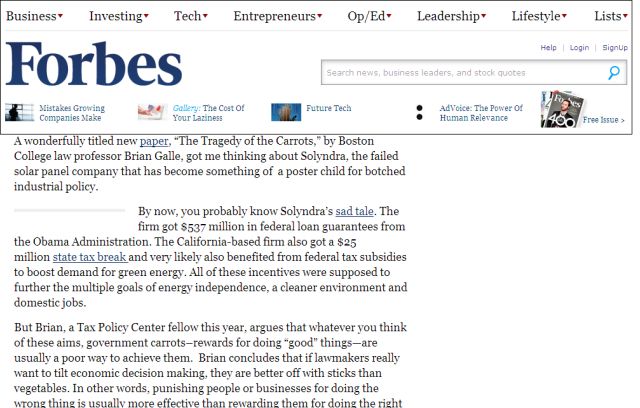 Business Investing Tech Entrepreneurs Op/Ed Leadership Lifestyle Lists
Help | Login | SignUp
Forbes
Search news, business leaders, and stock quotes
Mistakes Growing Companies Make
Gallery: The Cost Of Your Laziness
Future Tech
AdVoice: The Power Of Human Relevance
Forbes
400
Free Issue >
A wonderfully titled new paper, “The Tragedy of the Carrots,” by Boston
College law professor Brian Galle, got me thinking about Solyndra, the failed
solar panel company that has become something of a poster child for botched
industrial policy.
By now, you probably know Solyndra’s sad tale. The
firm got $537 million in federal loan guarantees from
the Obama Administration. The California-based firm also got a $25
million state tax break and very likely also benefited from federal tax subsidies
to boost demand for green energy. All of these incentives were supposed to
further the multiple goals of energy independence, a cleaner environment and
domestic jobs.
But Brian, a Tax Policy Center fellow this year, argues that whatever you think
of these aims, government carrots–rewards for doing “good” things—are
usually a poor way to achieve them. Brian concludes that if lawmakers really
want to tilt economic decision making, they are better off with sticks than
vegetables. In other words, punishing people or businesses for doing the
wrong thing is usually more effective than rewarding them for doing the right